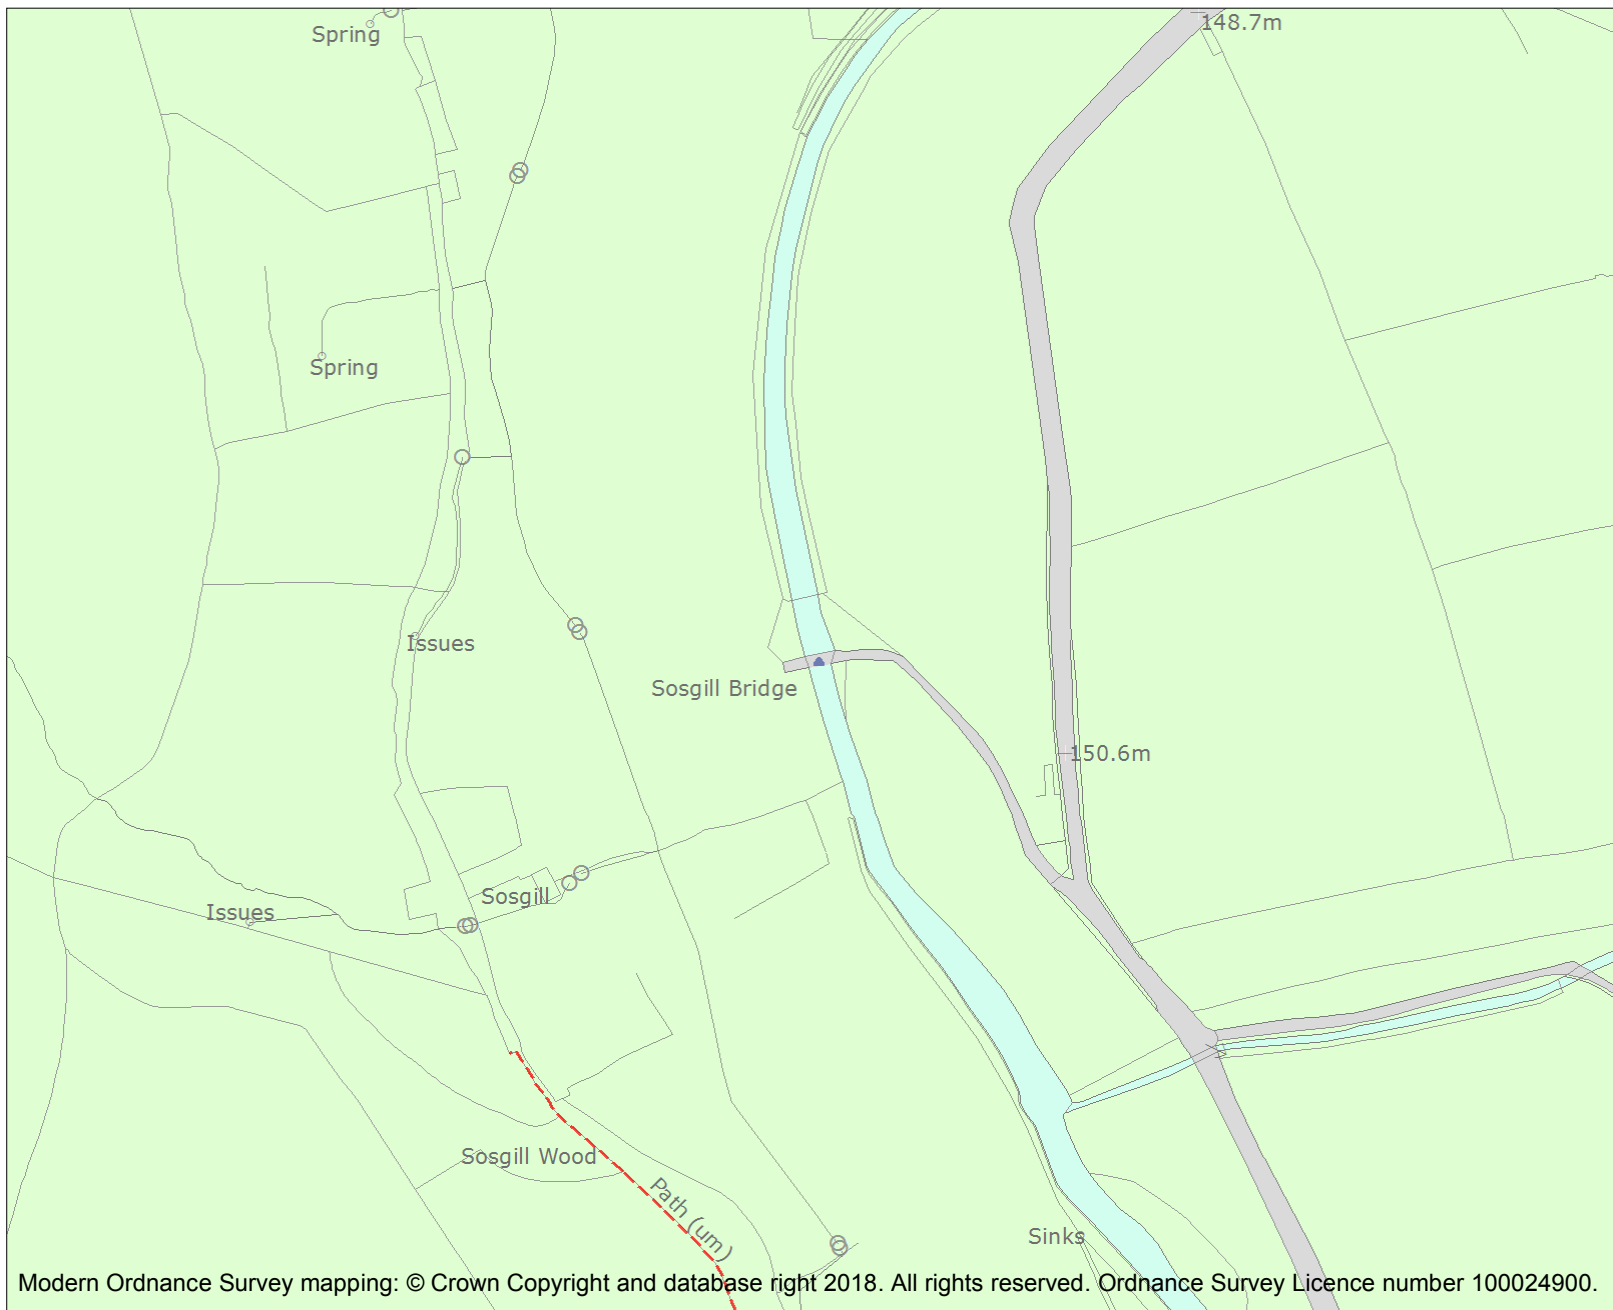 148.7m
Spring
Spring
Issues
Sosgill Bridge
150.6m
Sosgill
Issues
Sosgill Wood
Path (um)
Sinks
Modern Ordnance Survey mapping: © Crown Copyright and database right 2018. All rights reserved. Ordnance Survey Licence number 100024900.